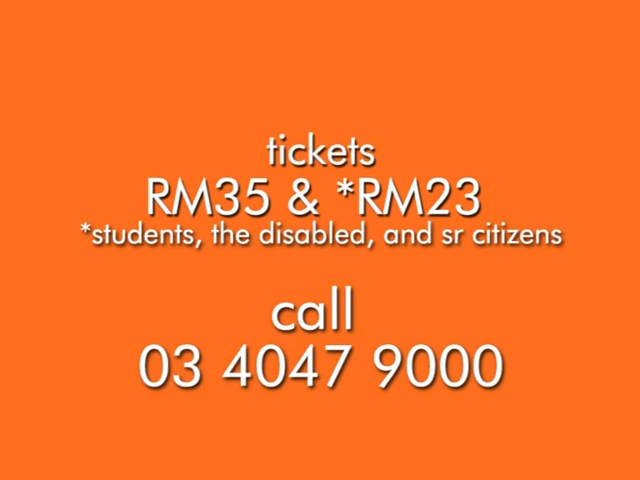 tickets
RM35 & *RM23
*students, the disabled, and sr citizens
call
03 4047 9000